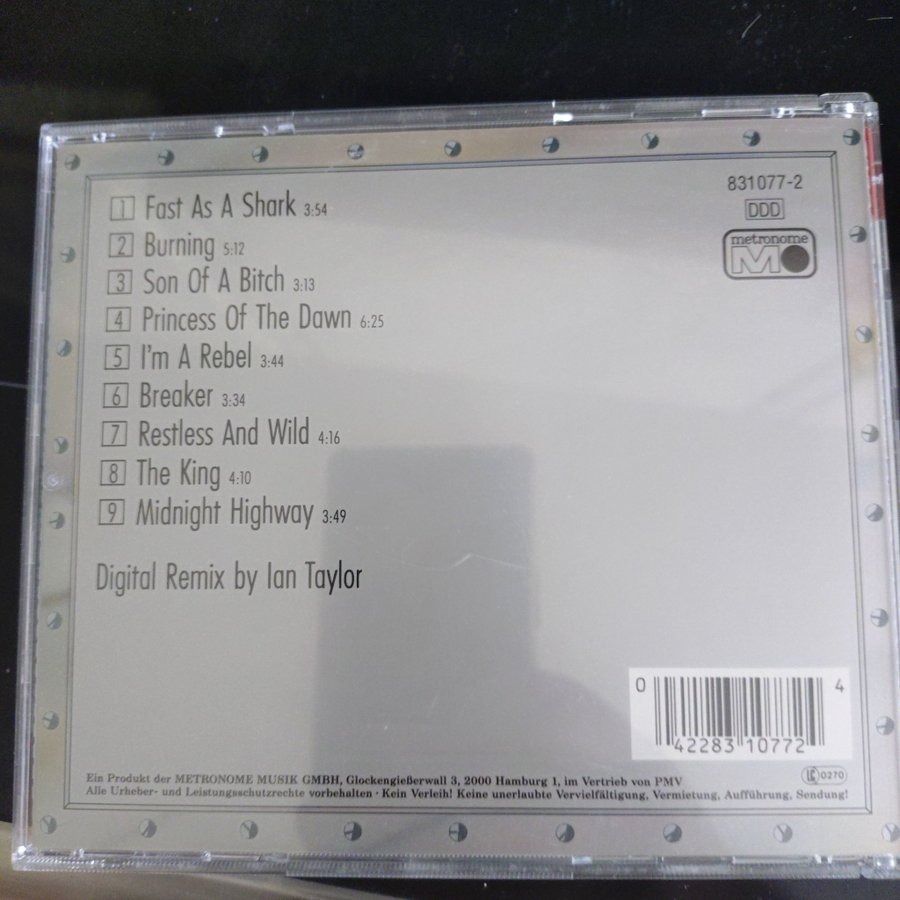 1 Fast As A Shark 3:54
2 Burning 5:12
3 Son Of A Bitch 3:13
4 Princess Of The Dawn 6:25
5 I'm A Rebel 3:44
6 Breaker 3:34
7 Restless And Wild 4:16
8 The King 4:10
9 Midnight Highway 3:49
Digital Remix by Ian Taylor
831077-2
DDD
metronome
M
0 42283 10772 4
LC 0270
Ein Produkt der METRONOME MUSIK GMBH, Glockengießerwall 3, 2000 Hamburg 1, im Vertrieb von PMV
Alle Urheber- und Leistungsschutzrechte vorbehalten · Kein Verleih! Keine unerlaubte Vervielfältigung, Vermietung, Aufführung, Sendung!